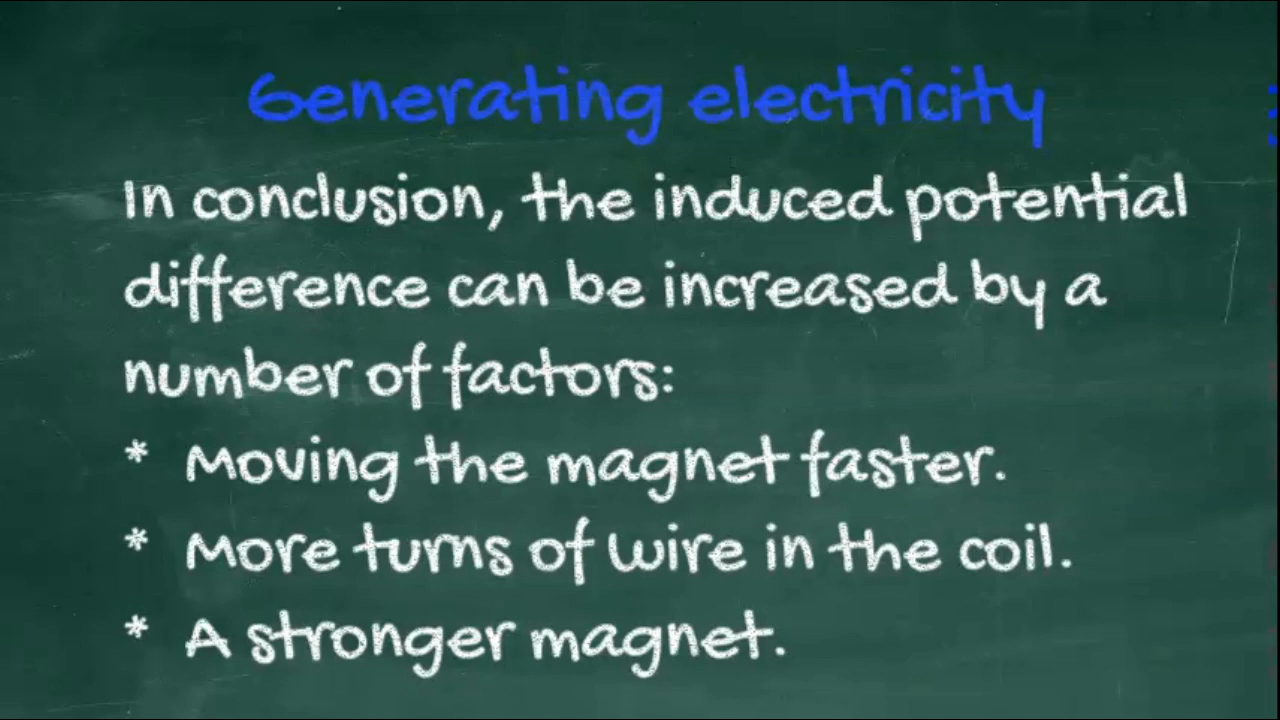 Generating electricity
In conclusion, the induced potential
difference can be increased by a
number of factors:
* Moving the magnet faster.
* More turns of wire in the coil.
* A stronger magnet.